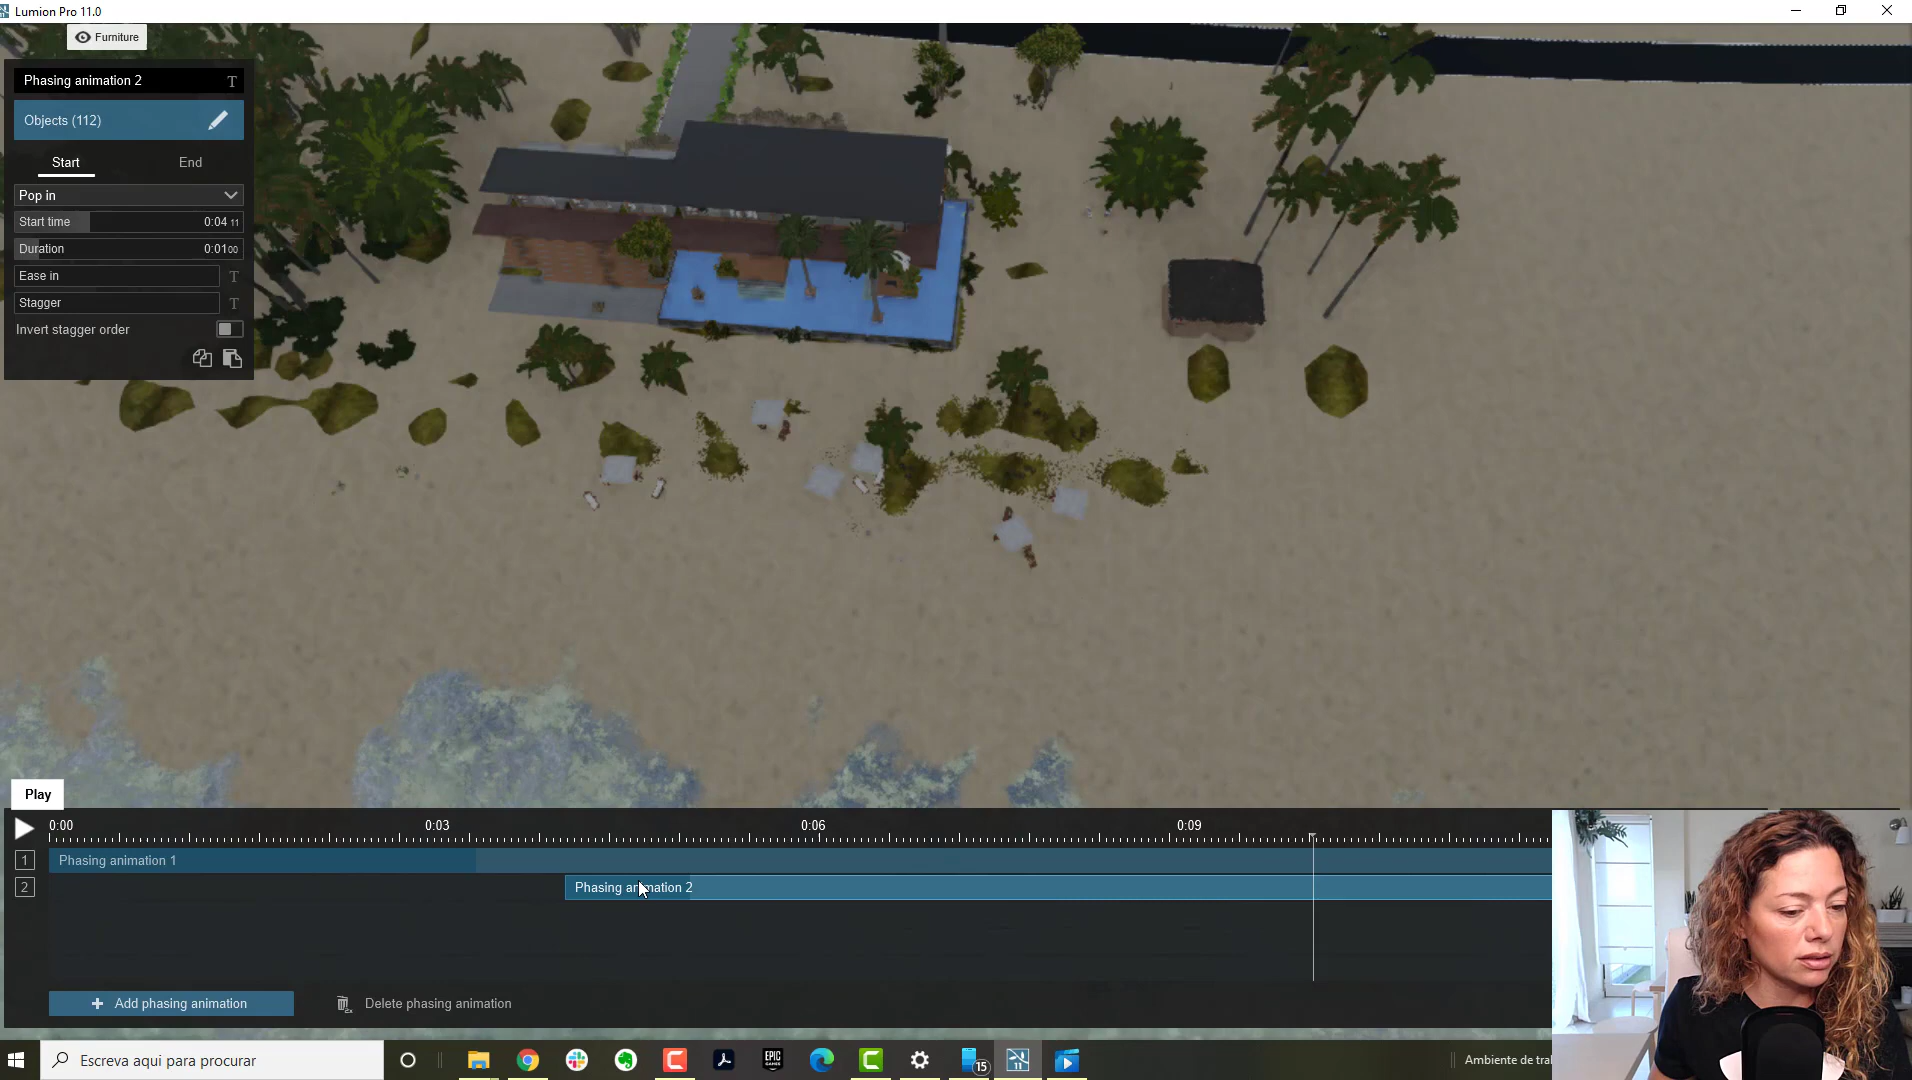 Lumion Pro 11.0
Furniture
Phasing animation 2
T
Objects (112)
Start End
Pop in
Start time 0:04 11
Duration 0:01 00
Ease in T
Stagger T
Invert stagger order
Play
0:00 0:03 0:06 0:09
1 Phasing animation 1
2 Phasing animation 2
+ Add phasing animation
Delete phasing animation
Escreva aqui para procurar
EPIC GAMES
15
11
Ambiente de tral